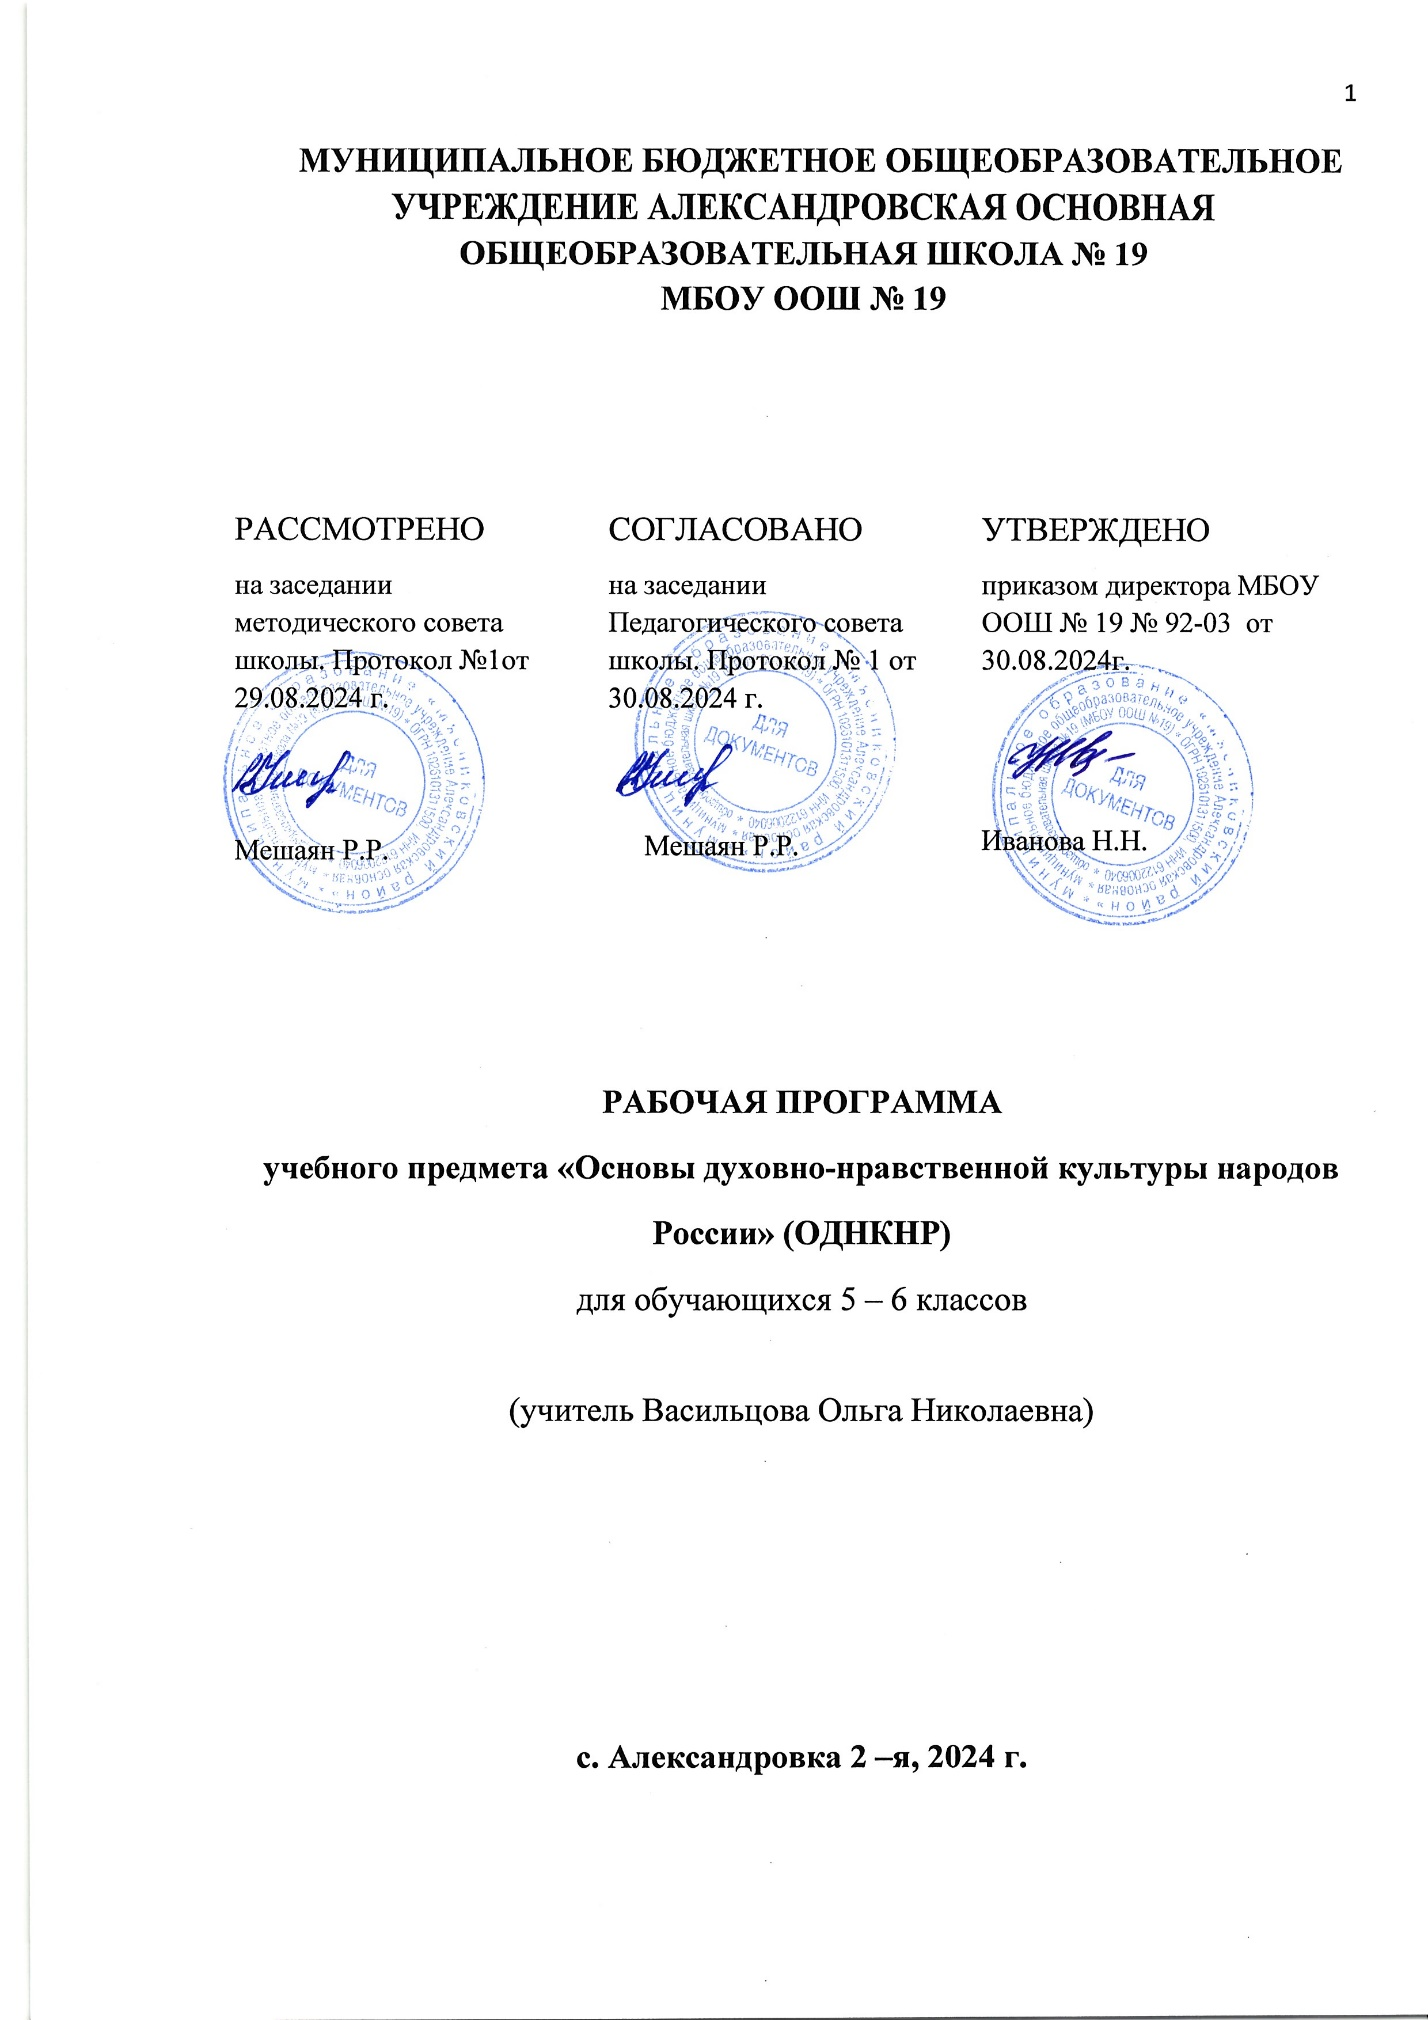 1
МУНИЦИПАЛЬНОЕ БЮДЖЕТНОЕ ОБЩЕОБРАЗОВАТЕЛЬНОЕ
УЧРЕЖДЕНИЕ АЛЕКСАНДРОВСКАЯ ОСНОВНАЯ
ОБЩЕОБРАЗОВАТЕЛЬНАЯ ШКОЛА № 19
МБОУ ООШ № 19
РАССМОТРЕНО
на заседании
методического совета
школы. Протокол №1от
29.08.2024 г.
Мешаян Р.Р.
СОГЛАСОВАНО
на заседании
Педагогического совета
школы. Протокол № 1 от
30.08.2024 г.
ДЛЯ
ДОКУМЕНТОВ
Мешаян Р.Р.
УТВЕРЖДЕНО
приказом директора МБОУ
ООШ № 19 № 92-03 от
30.08.2024г.
ДЛЯ
ДОКУМЕНТОВ
Иванова Н.Н.
РАБОЧАЯ ПРОГРАММА
учебного предмета «Основы духовно-нравственной культуры народов
России» (ОДНКНР)
для обучающихся 5 – 6 классов
(учитель Васильцова Ольга Николаевна)
с. Александровка 2 –я, 2024 г.